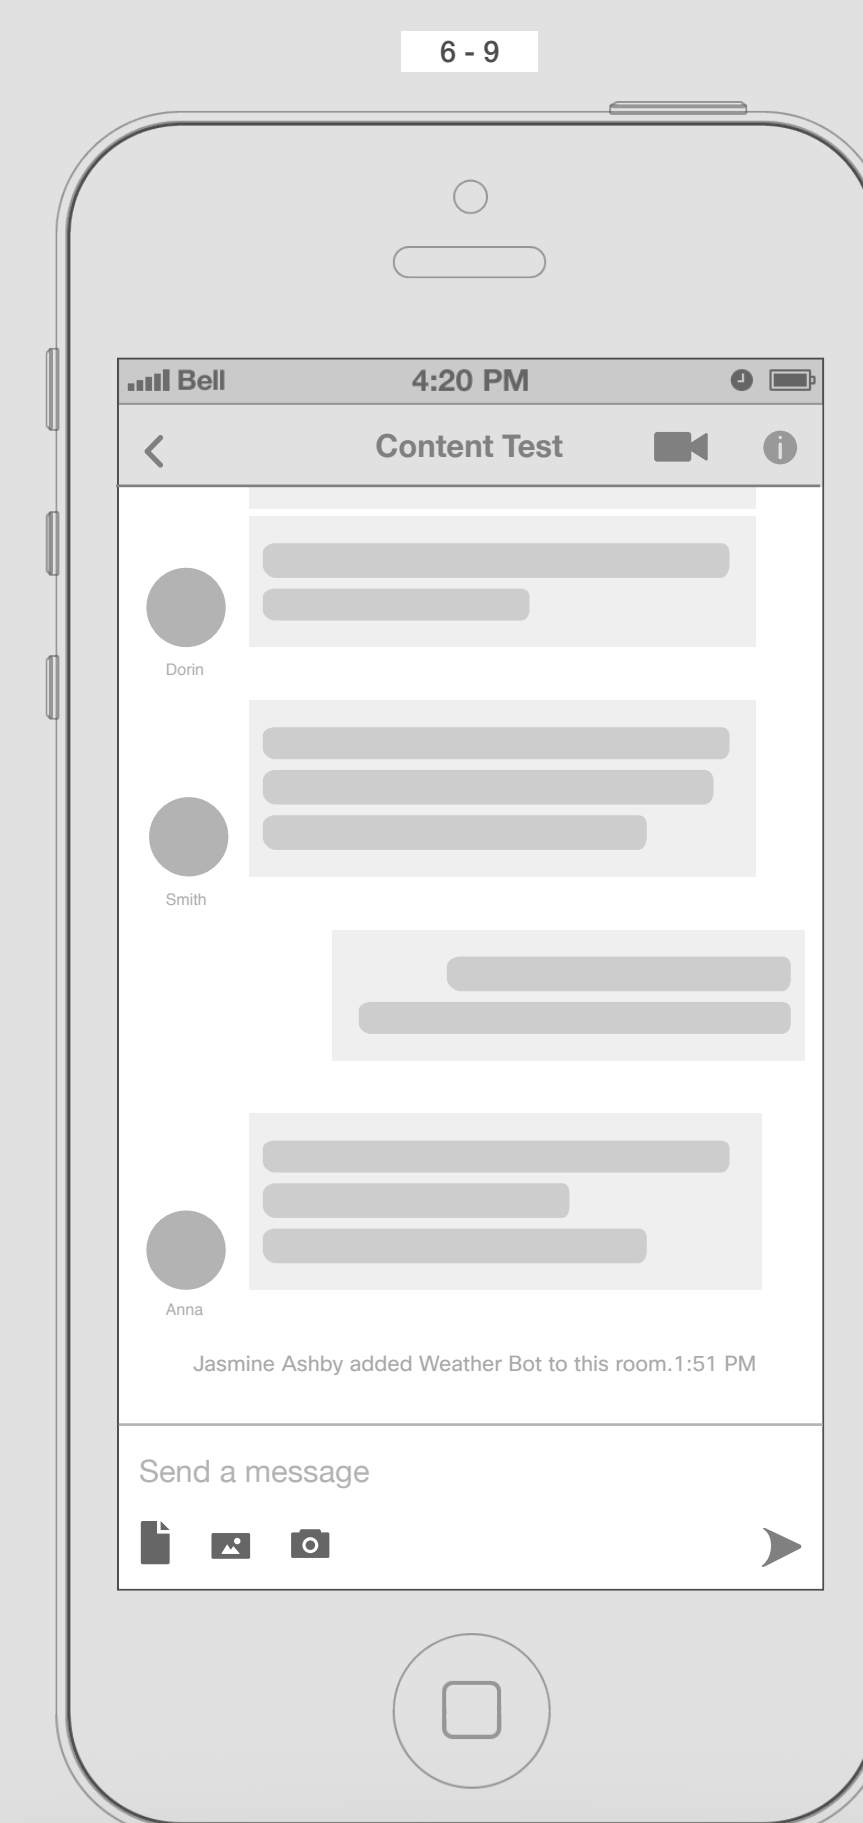 6 - 9
Bell 4:20 PM
Content Test
Dorin
Smith
Anna
Jasmine Ashby added Weather Bot to this room.1:51 PM
Send a message